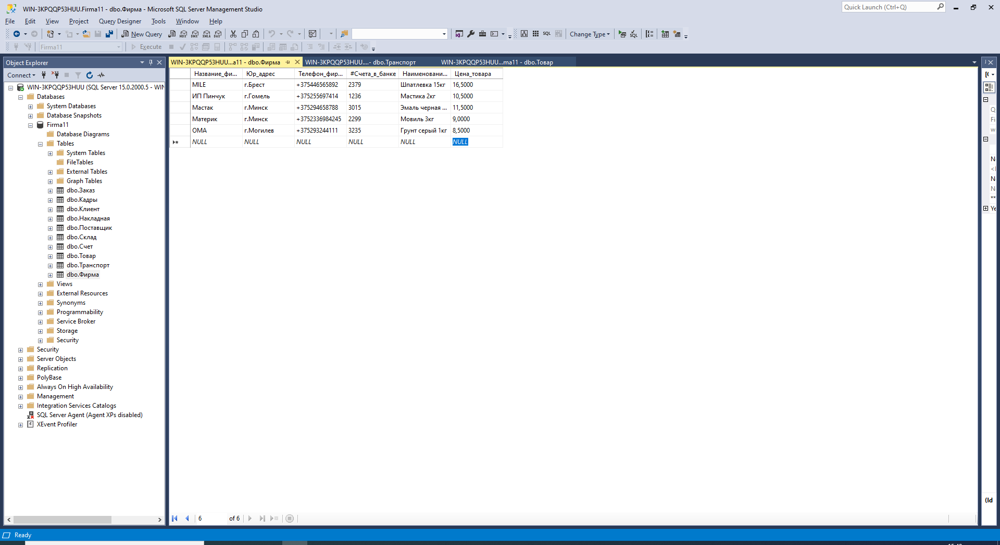 WIN-3KPQQP53HUU.Firma11 - dbo.Фирма - Microsoft SQL Server Management Studio
Quick Launch (Ctrl+Q)
File Edit View Project Query Designer Tools Window Help
New Query MDX DMX XMLA DAX SQL Change Type SQL
Firma11 Execute
Object Explorer
WIN-3KPQQP53HUU...a11 - dbo.Фирма WIN-3KPQQP53HUU....- dbo.Транспорт WIN-3KPQQP53HUU...ma11 - dbo.Товар
Connect
WIN-3KPQQP53HUU (SQL Server 15.0.2000.5 - WIN
Databases
System Databases
Database Snapshots
Firma11
Database Diagrams
Tables
System Tables
FileTables
External Tables
Graph Tables
dbo.Заказ
dbo.Кадры
dbo.Клиент
dbo.Накладная
dbo.Поставщик
dbo.Склад
dbo.Счет
dbo.Товар
dbo.Транспорт
dbo.Фирма
Views
External Resources
Synonyms
Programmability
Service Broker
Storage
Security
Security
Server Objects
Replication
PolyBase
Always On High Availability
Management
Integration Services Catalogs
SQL Server Agent (Agent XPs disabled)
XEvent Profiler
Название_фи... Юр_адрес Телефон_фир... #Счета_в_банке Наименовани... Цена_товара
MILE г.Брест +375446565892 2379 Шпатлевка 15кг 16,5000
ИП Пинчук г.Гомель +375255697414 1236 Мастика 2кг 10,5000
Мастак г.Минск +375294658788 3015 Эмаль черная ... 11,5000
Материк г.Минск +3752336984245 2299 Мовиль 3кг 9,0000
ОМА г.Могилев +375293244111 3235 Грунт серый 1кг 8,5000
NULL NULL NULL NULL NULL NULL
6 of 6
Q
Fi
w
N
<I
N
N
**
Ye
(Id
Ready